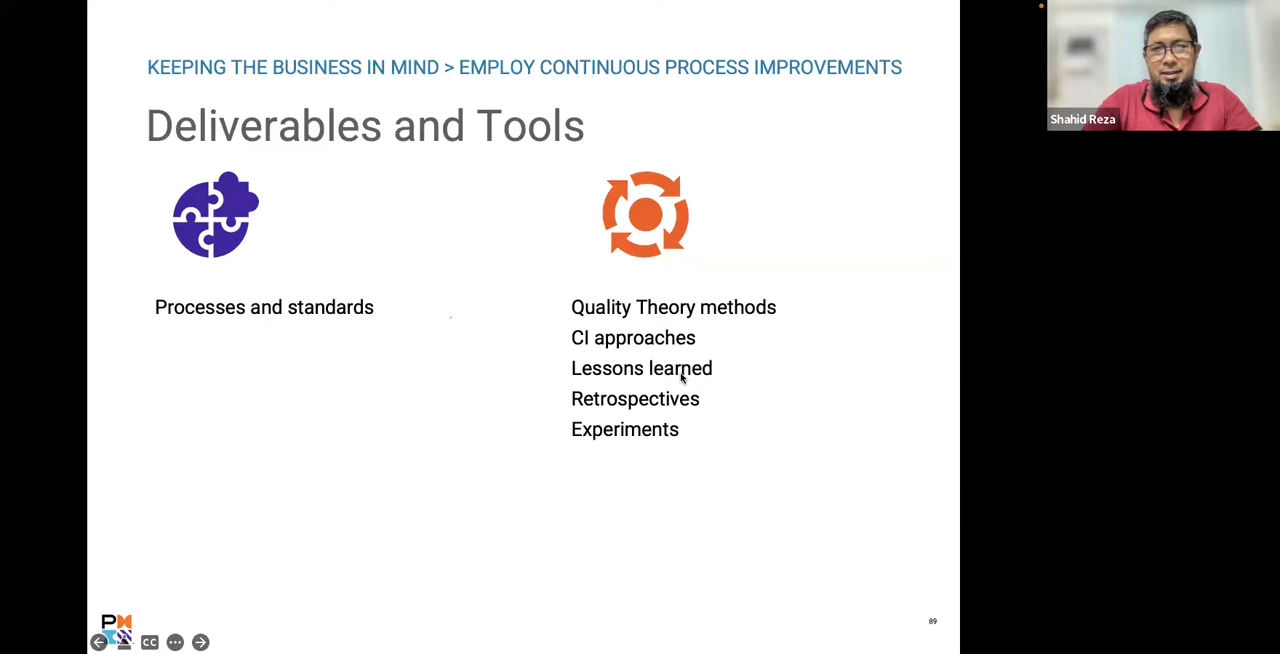 KEEPING THE BUSINESS IN MIND > EMPLOY CONTINUOUS PROCESS IMPROVEMENTS
Deliverables and Tools
Processes and standards
Quality Theory methods
CI approaches
Lessons learned
Retrospectives
Experiments
Shahid Reza
89
CC